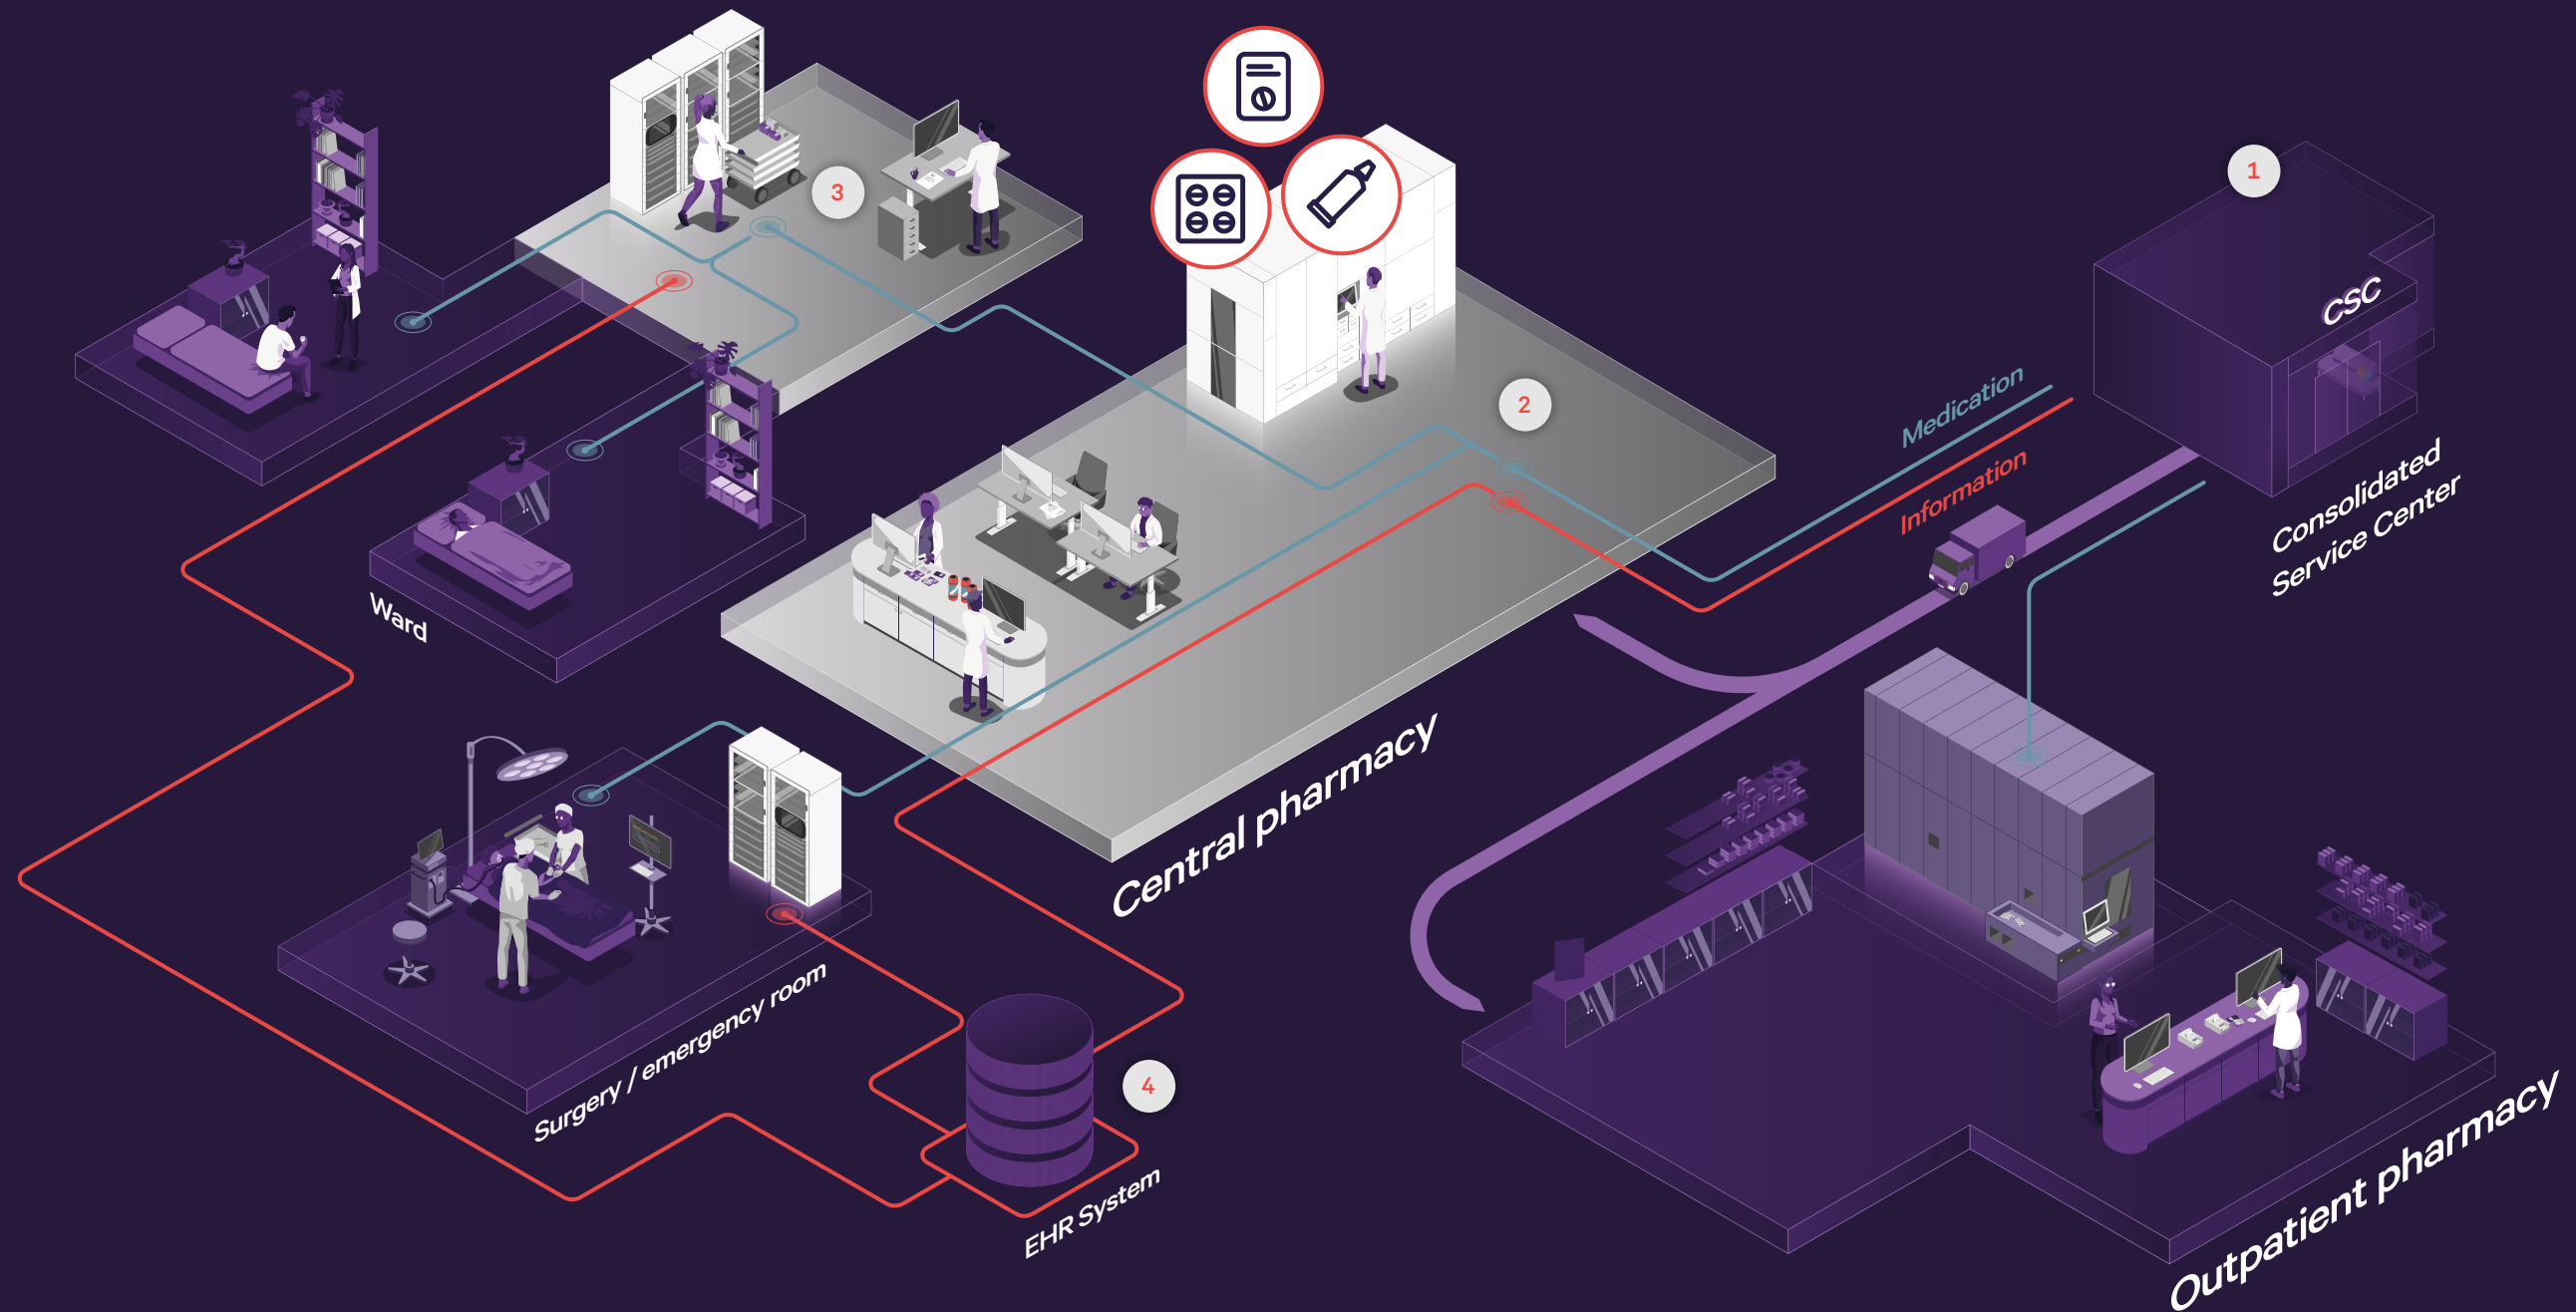 3
1
CSC
2
Medication
Information
Consolidated
Service Center
Ward
Central pharmacy
Surgery / emergency room
4
EHR System
Outpatient pharmacy